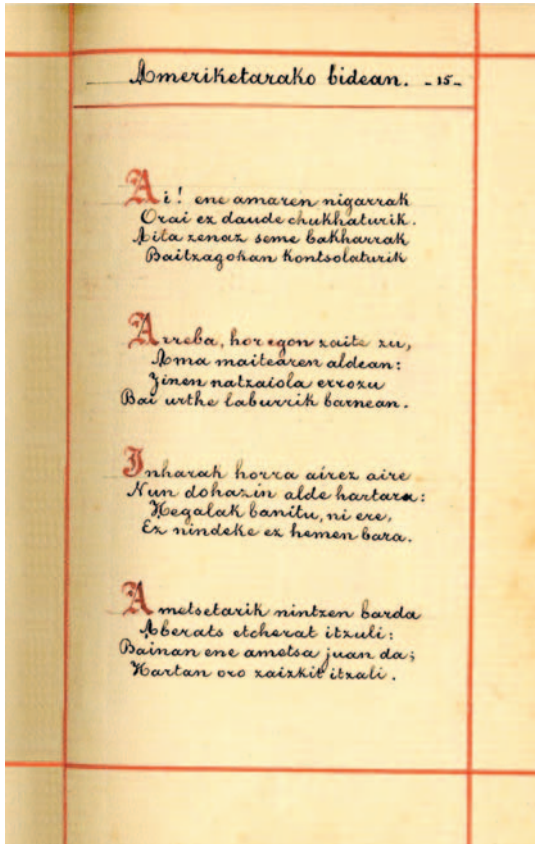 Ameriketarako bidean. - 15 -
Ai! ene amaren nigarrak
Orai ez daude chukhaturik.
Aita zenaz seme bakharrak
Baitzagokan kontsolaturik
Arreba, hor egon zaite zu,
Ama maitearen aldean:
Jinen natzaiola errozu
Bai urthe laburrik barnean.
Inharak horra airez aire
Nun dohazin alde hartara:
Hegalak banitu, ni ere,
Ez nindeke ez hemen bara.
Ametsetarik nintzen barda
Aberats etcherat itzuli:
Bainan ene ametsa juan da;
Hartan oro zaizkit itzali.